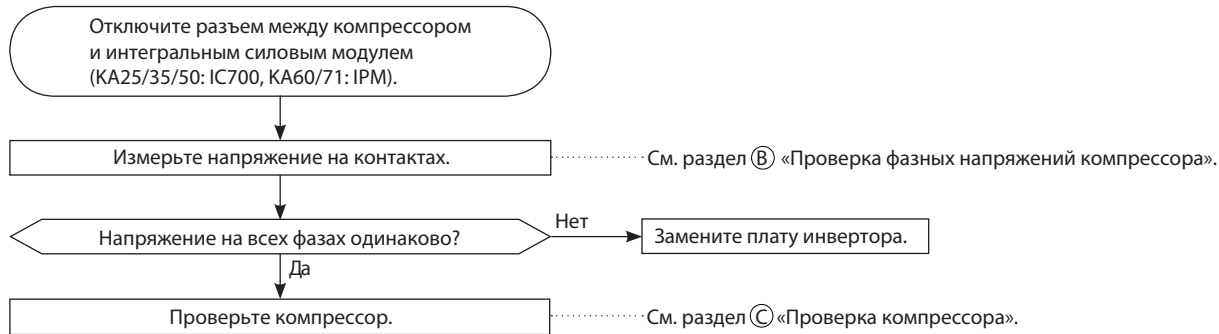 Отключите разъем между компрессором
и интегральным силовым модулем
(KA25/35/50: IC700, KA60/71: IPM).
Измерьте напряжение на контактах.
См. раздел Ⓑ «Проверка фазных напряжений компрессора».
Напряжение на всех фазах одинаково?
Нет
Замените плату инвертора.
Да
Проверьте компрессор.
См. раздел Ⓒ «Проверка компрессора».